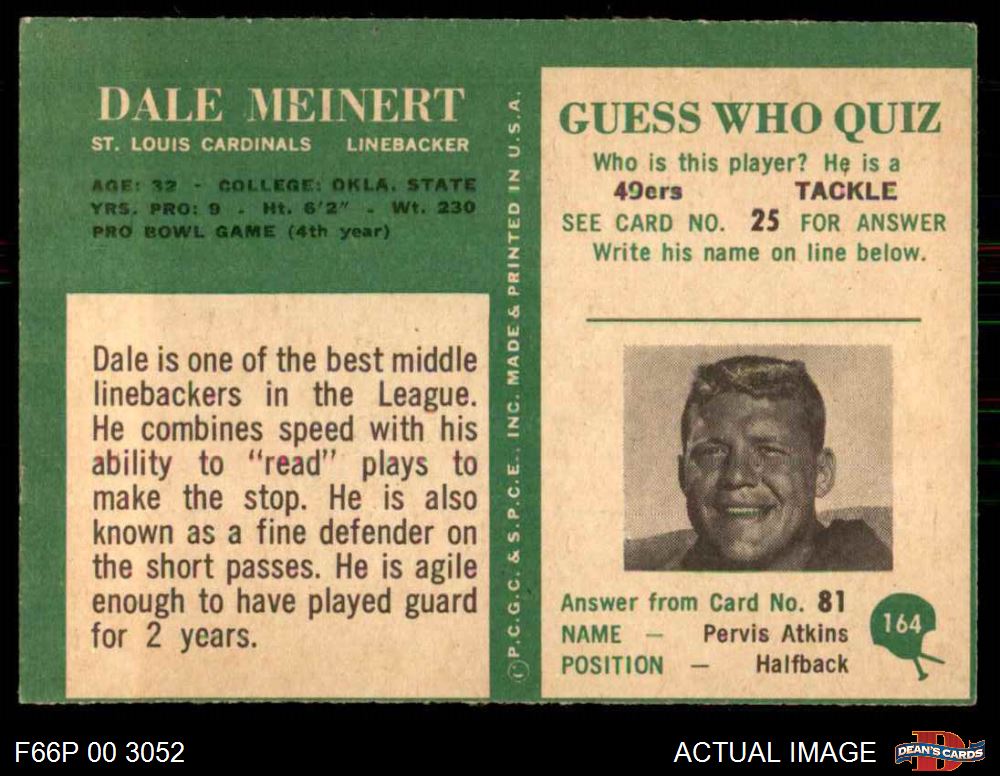 DALE MEINERT
ST. LOUIS CARDINALS LINEBACKER
AGE: 32 - COLLEGE: OKLA. STATE
YRS. PRO: 9 - Ht. 6'2" - Wt. 230
PRO BOWL GAME (4th year)
Dale is one of the best middle
linebackers in the League.
He combines speed with his
ability to "read" plays to
make the stop. He is also
known as a fine defender on
the short passes. He is agile
enough to have played guard
for 2 years.
©P.C.G.C. & S.P.C.E., INC. MADE & PRINTED IN U.S.A.
GUESS WHO QUIZ
Who is this player? He is a
49ers TACKLE
SEE CARD NO. 25 FOR ANSWER
Write his name on line below.
Answer from Card No. 81
NAME — Pervis Atkins
POSITION — Halfback
164
F66P 00 3052
ACTUAL IMAGE
DEAN'S CARDS